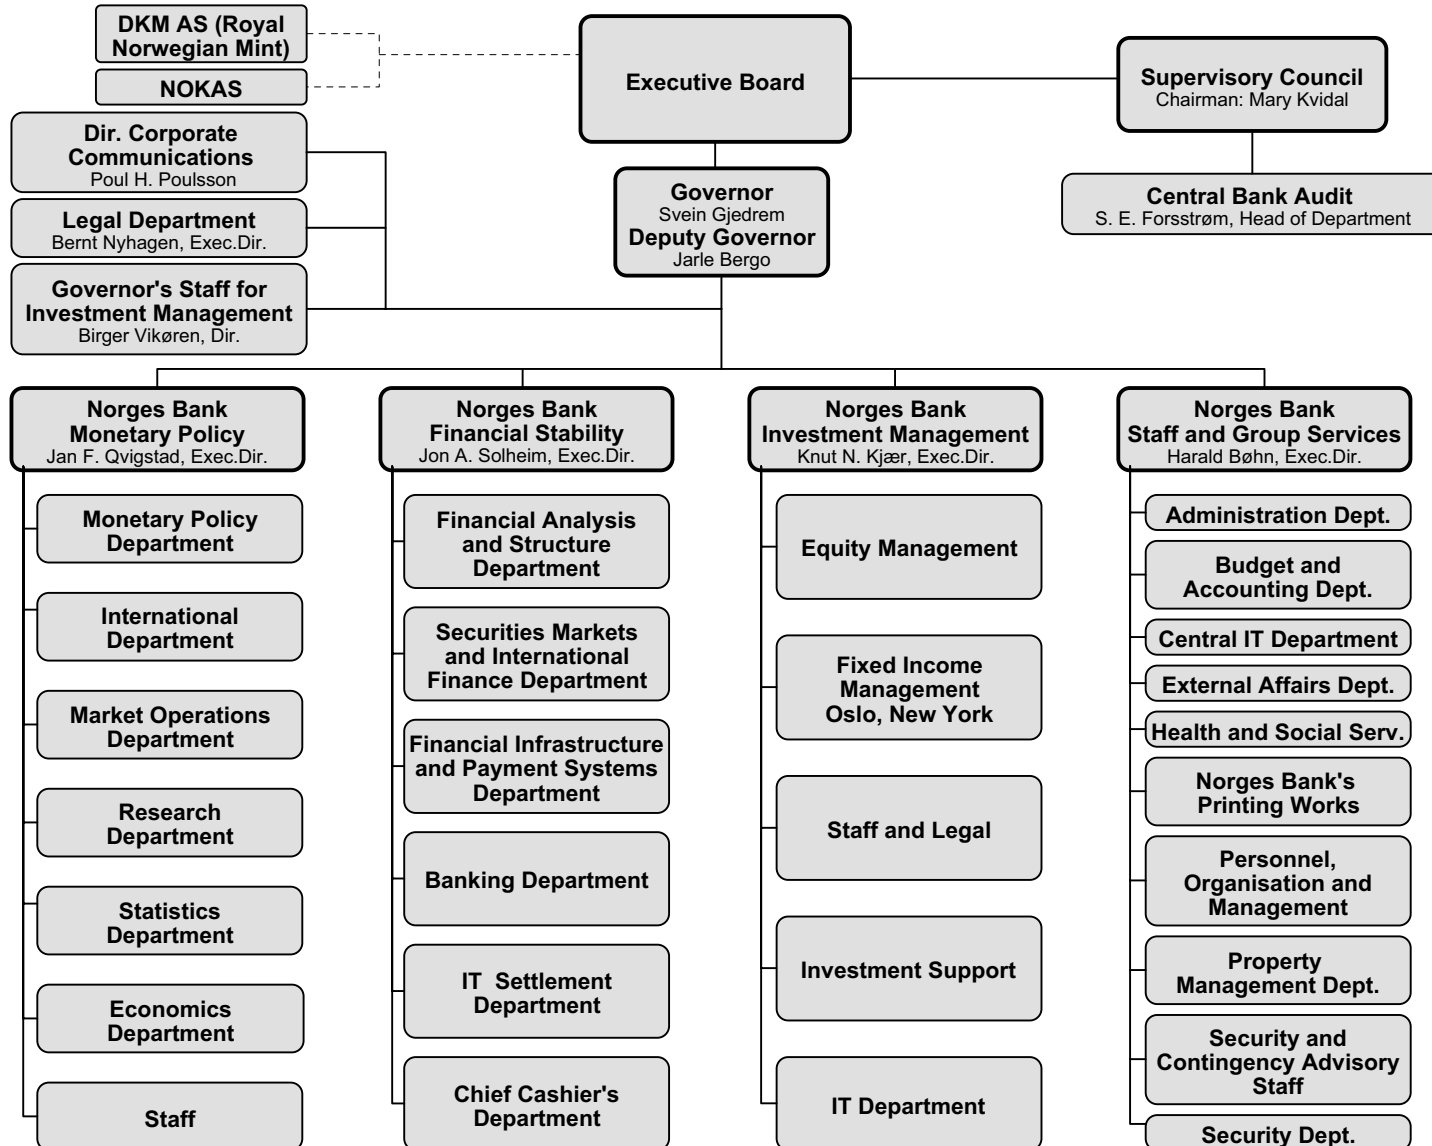 DKM AS (Royal
Norwegian Mint)
NOKAS
Executive Board
Supervisory Council
Chairman: Mary Kvidal
Dir. Corporate
Communications
Poul H. Poulsson
Legal Department
Bernt Nyhagen, Exec.Dir.
Governor's Staff for
Investment Management
Birger Vikøren, Dir.
Governor
Svein Gjedrem
Deputy Governor
Jarle Bergo
Central Bank Audit
S. E. Forsstrøm, Head of Department
Norges Bank
Monetary Policy
Jan F. Qvigstad, Exec.Dir.
Monetary Policy
Department
International
Department
Market Operations
Department
Research
Department
Statistics
Department
Economics
Department
Staff
Norges Bank
Financial Stability
Jon A. Solheim, Exec.Dir.
Financial Analysis
and Structure
Department
Securities Markets
and International
Finance Department
Financial Infrastructure
and Payment Systems
Department
Banking Department
IT  Settlement
Department
Chief Cashier's
Department
Norges Bank
Investment Management
Knut N. Kjær, Exec.Dir.
Equity Management
Fixed Income
Management
Oslo, New York
Staff and Legal
Investment Support
IT Department
Norges Bank
Staff and Group Services
Harald Bøhn, Exec.Dir.
Administration Dept.
Budget and
Accounting Dept.
Central IT Department
External Affairs Dept.
Health and Social Serv.
Norges Bank's
Printing Works
Personnel,
Organisation and
Management
Property
Management Dept.
Security and
Contingency Advisory
Staff
Security Dept.